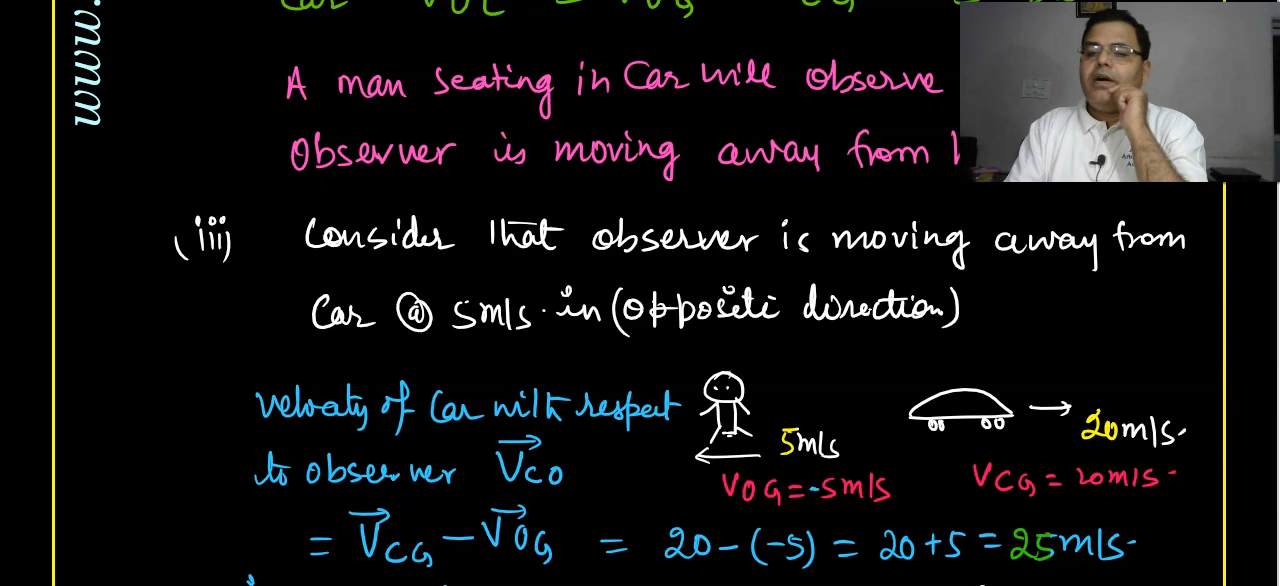 www.
Car
A man seating in Car will observe
Observer is moving away from
(iii) Consider that observer is moving away from
Car @ 5m/s. in (opposite direction)
Velocity of Car with respect
to observer V⃗CO
5m/s
20m/s.
VOG = -5m/s
VCG = 20m/s.
= V⃗CG - V⃗OG = 20 - (-5) = 20 + 5 = 25m/s.